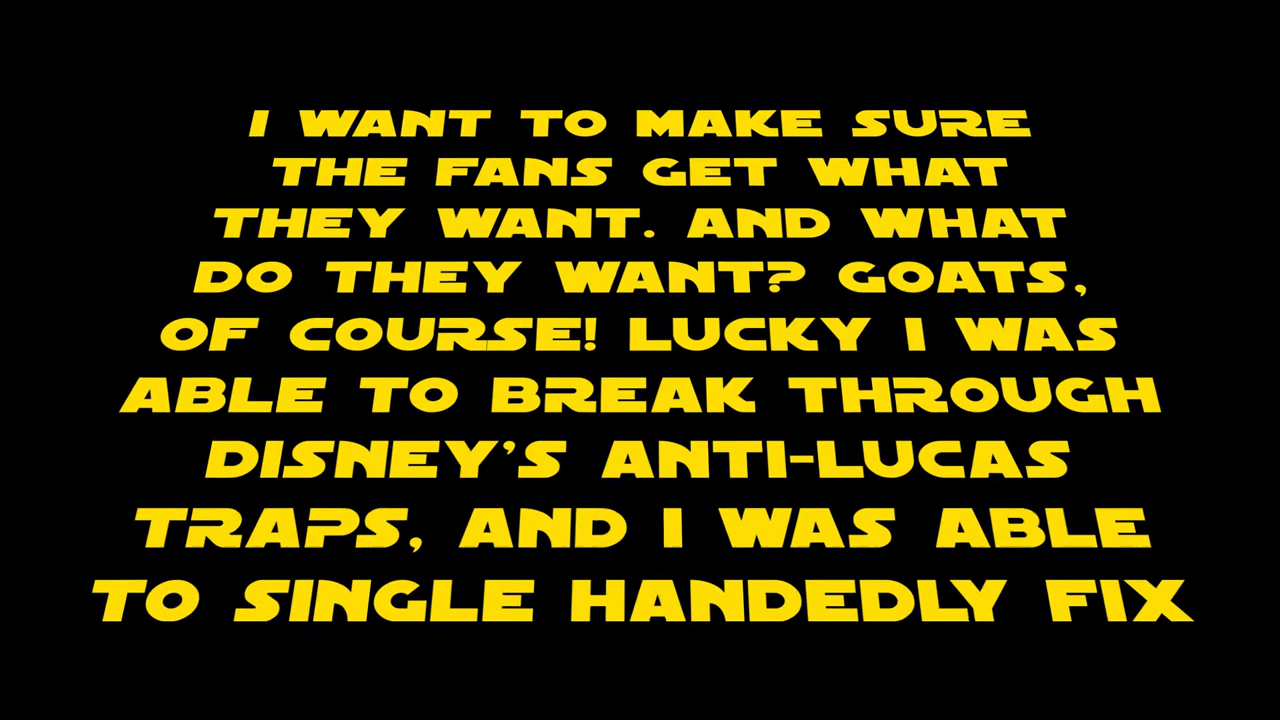 I WANT TO MAKE SURE
THE FANS GET WHAT
THEY WANT. AND WHAT
DO THEY WANT? GOATS,
OF COURSE! LUCKY I WAS
ABLE TO BREAK THROUGH
DISNEY'S ANTI-LUCAS
TRAPS, AND I WAS ABLE
TO SINGLE HANDEDLY FIX